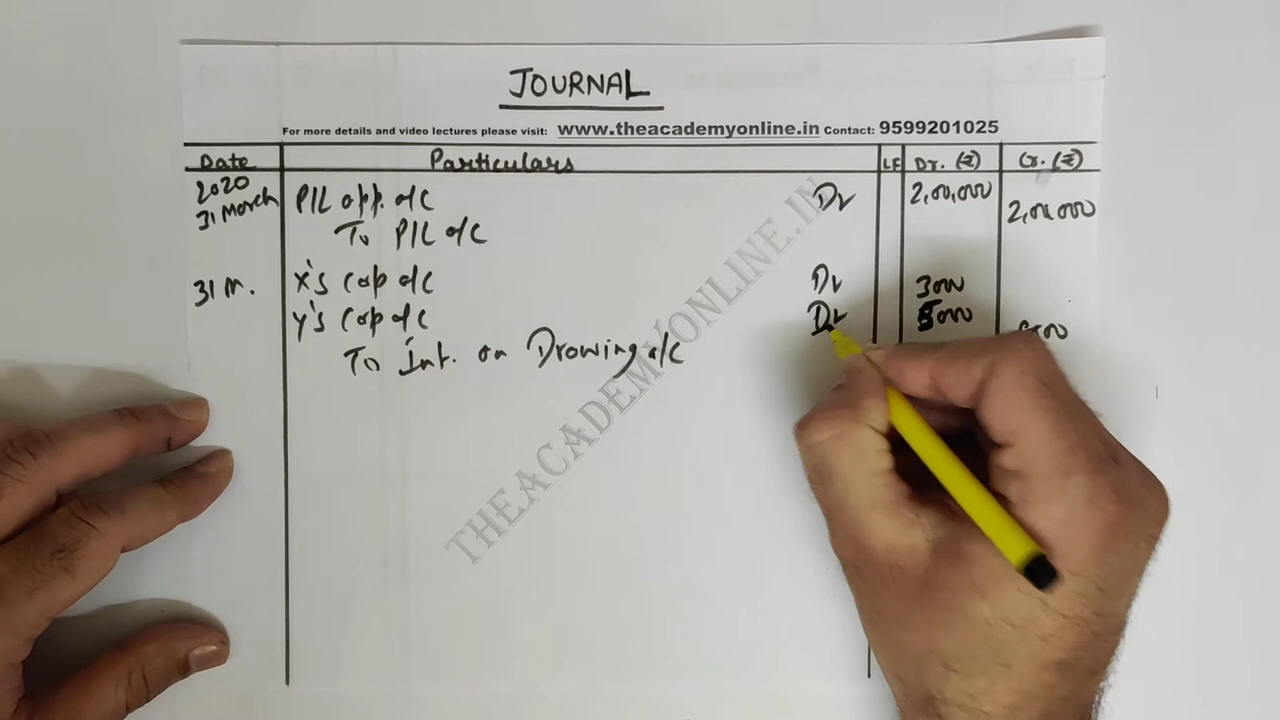 JOURNAL
For more details and video lectures please visit: www.theacademyonline.in Contact: 9599201025
Date Particulars LF Dr. (₹) Cr. (₹)
2020
31 March P/L app. a/c Dr 2,00,000
To P/L a/c 2,00,000
31 M. X's Cap a/c Dr 3000
Y's Cap a/c Dr 5000
To Int. on Drawing a/c
THEACADEMYONLINE.IN